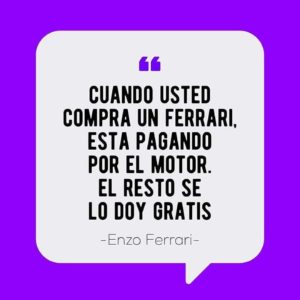 ❝
CUANDO USTED
COMPRA UN FERRARI,
ESTA PAGANDO
POR EL MOTOR.
EL RESTO SE
LO DOY GRATIS
-Enzo Ferrari-